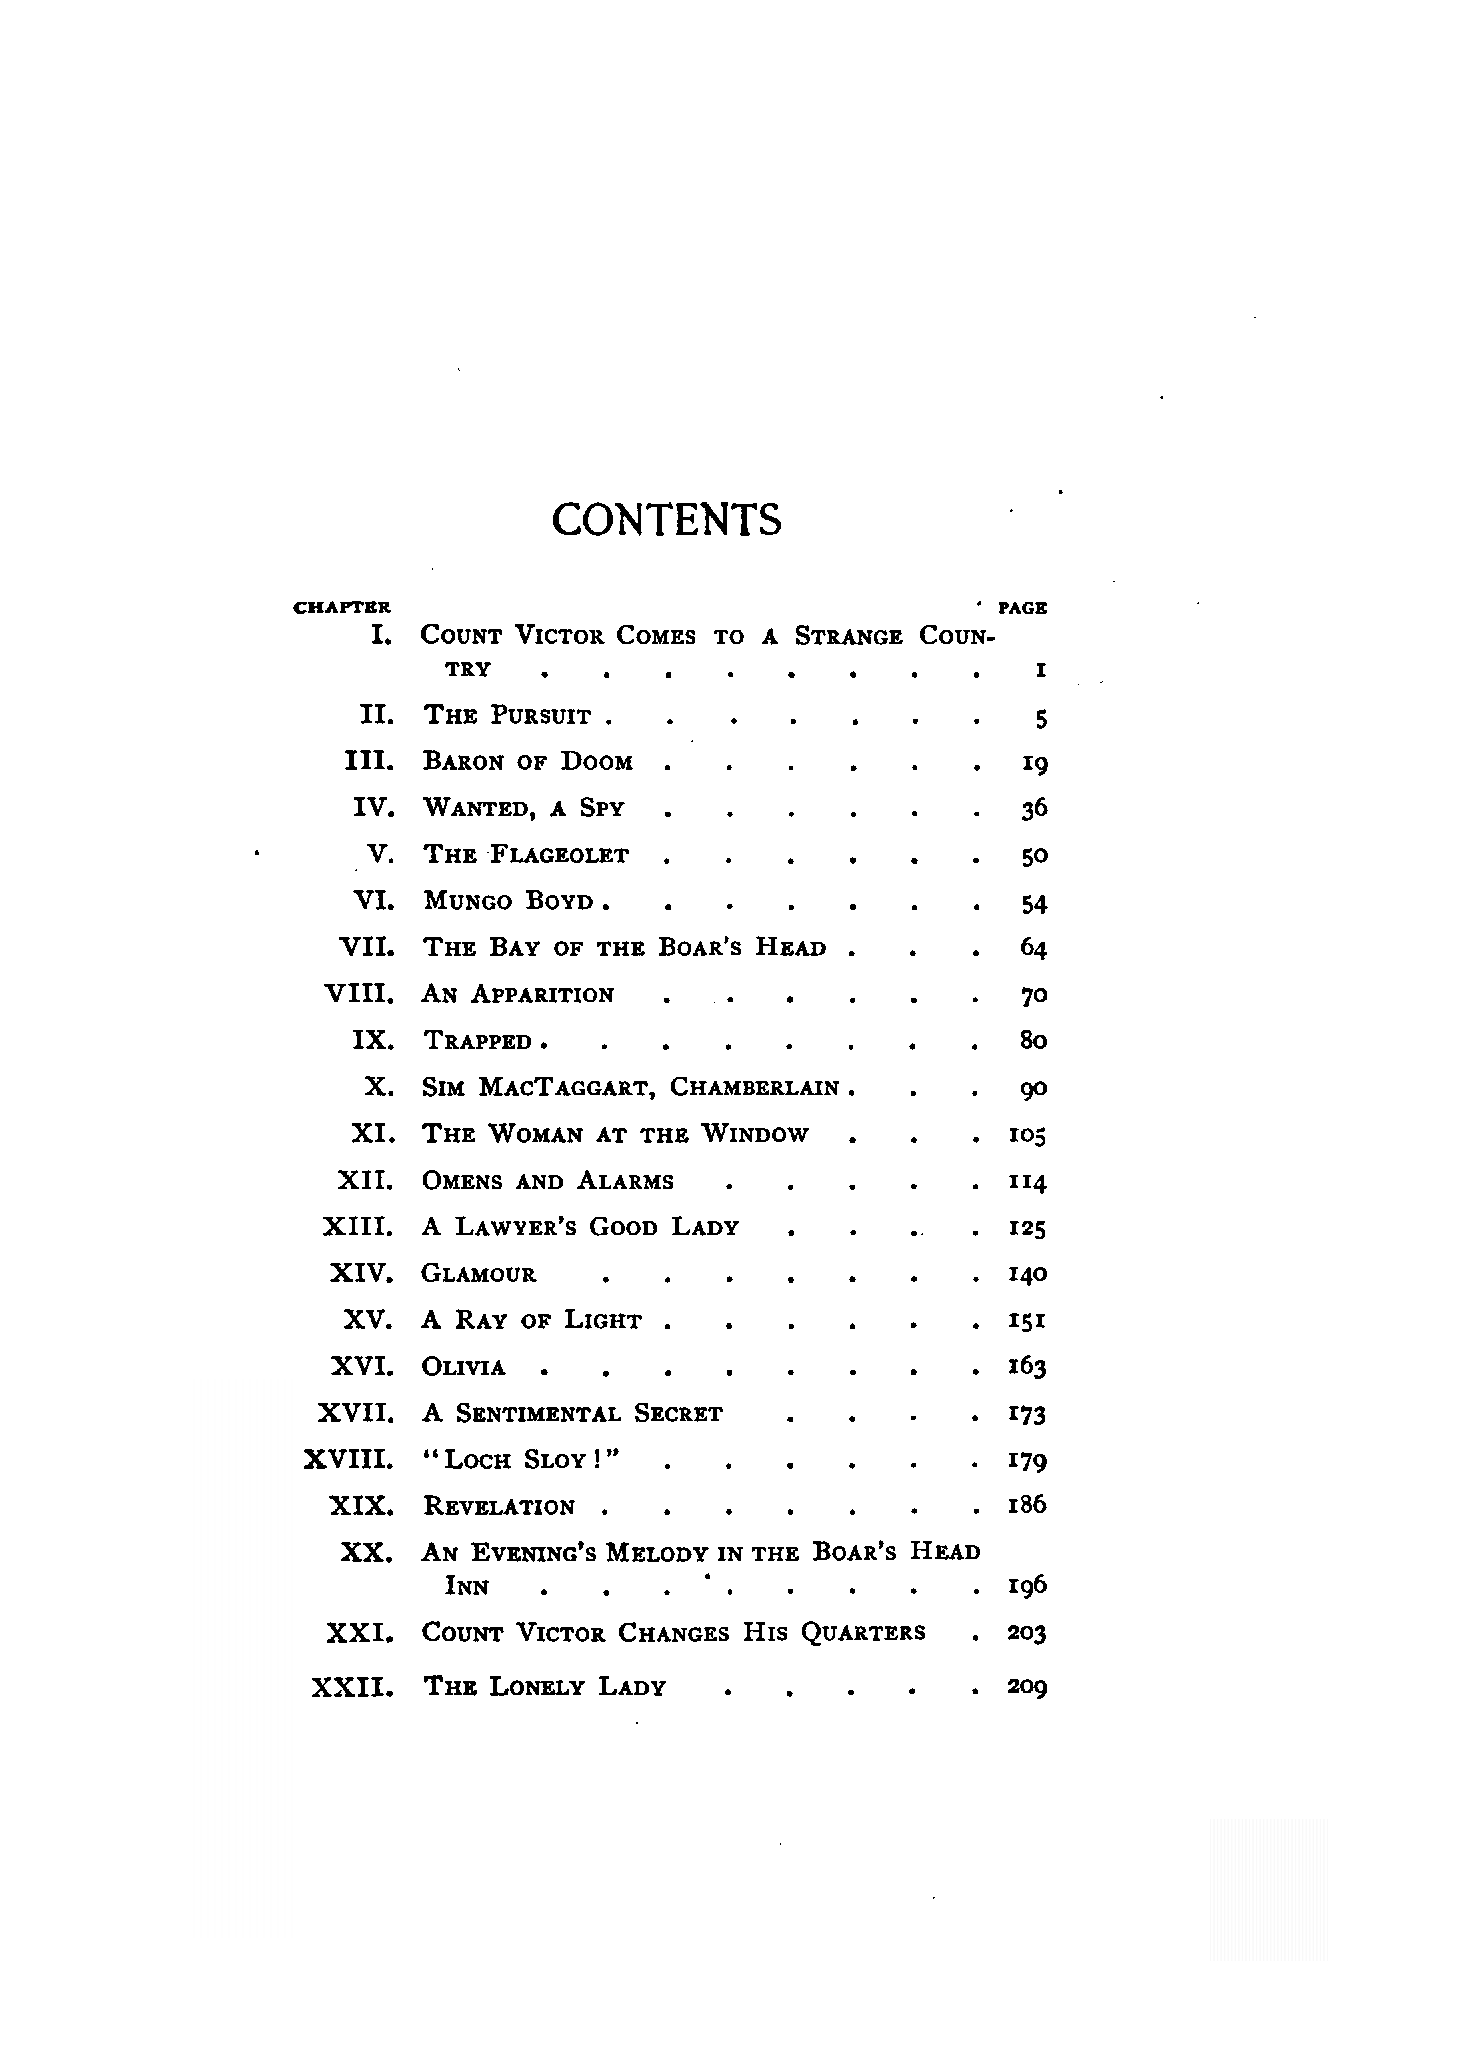 CONTENTS
CHAPTER PAGE
I. COUNT VICTOR COMES TO A STRANGE COUN-
TRY . . . . . . . . 1
II. THE PURSUIT . . . . . . . 5
III. BARON OF DOOM . . . . . . 19
IV. WANTED, A SPY . . . . . . 36
V. THE FLAGEOLET . . . . . . 50
VI. MUNGO BOYD . . . . . . . 54
VII. THE BAY OF THE BOAR'S HEAD . . . 64
VIII. AN APPARITION . . . . . . 70
IX. TRAPPED . . . . . . . . 80
X. SIM MACTAGGART, CHAMBERLAIN . . . 90
XI. THE WOMAN AT THE WINDOW . . . 105
XII. OMENS AND ALARMS . . . . . 114
XIII. A LAWYER'S GOOD LADY . . . . 125
XIV. GLAMOUR . . . . . . . 140
XV. A RAY OF LIGHT . . . . . . 151
XVI. OLIVIA . . . . . . . . 163
XVII. A SENTIMENTAL SECRET . . . . 173
XVIII. "LOCH SLOY!" . . . . . . 179
XIX. REVELATION . . . . . . . 186
XX. AN EVENING'S MELODY IN THE BOAR'S HEAD
INN . . . . . . . . 196
XXI. COUNT VICTOR CHANGES HIS QUARTERS . 203
XXII. THE LONELY LADY . . . . . 209